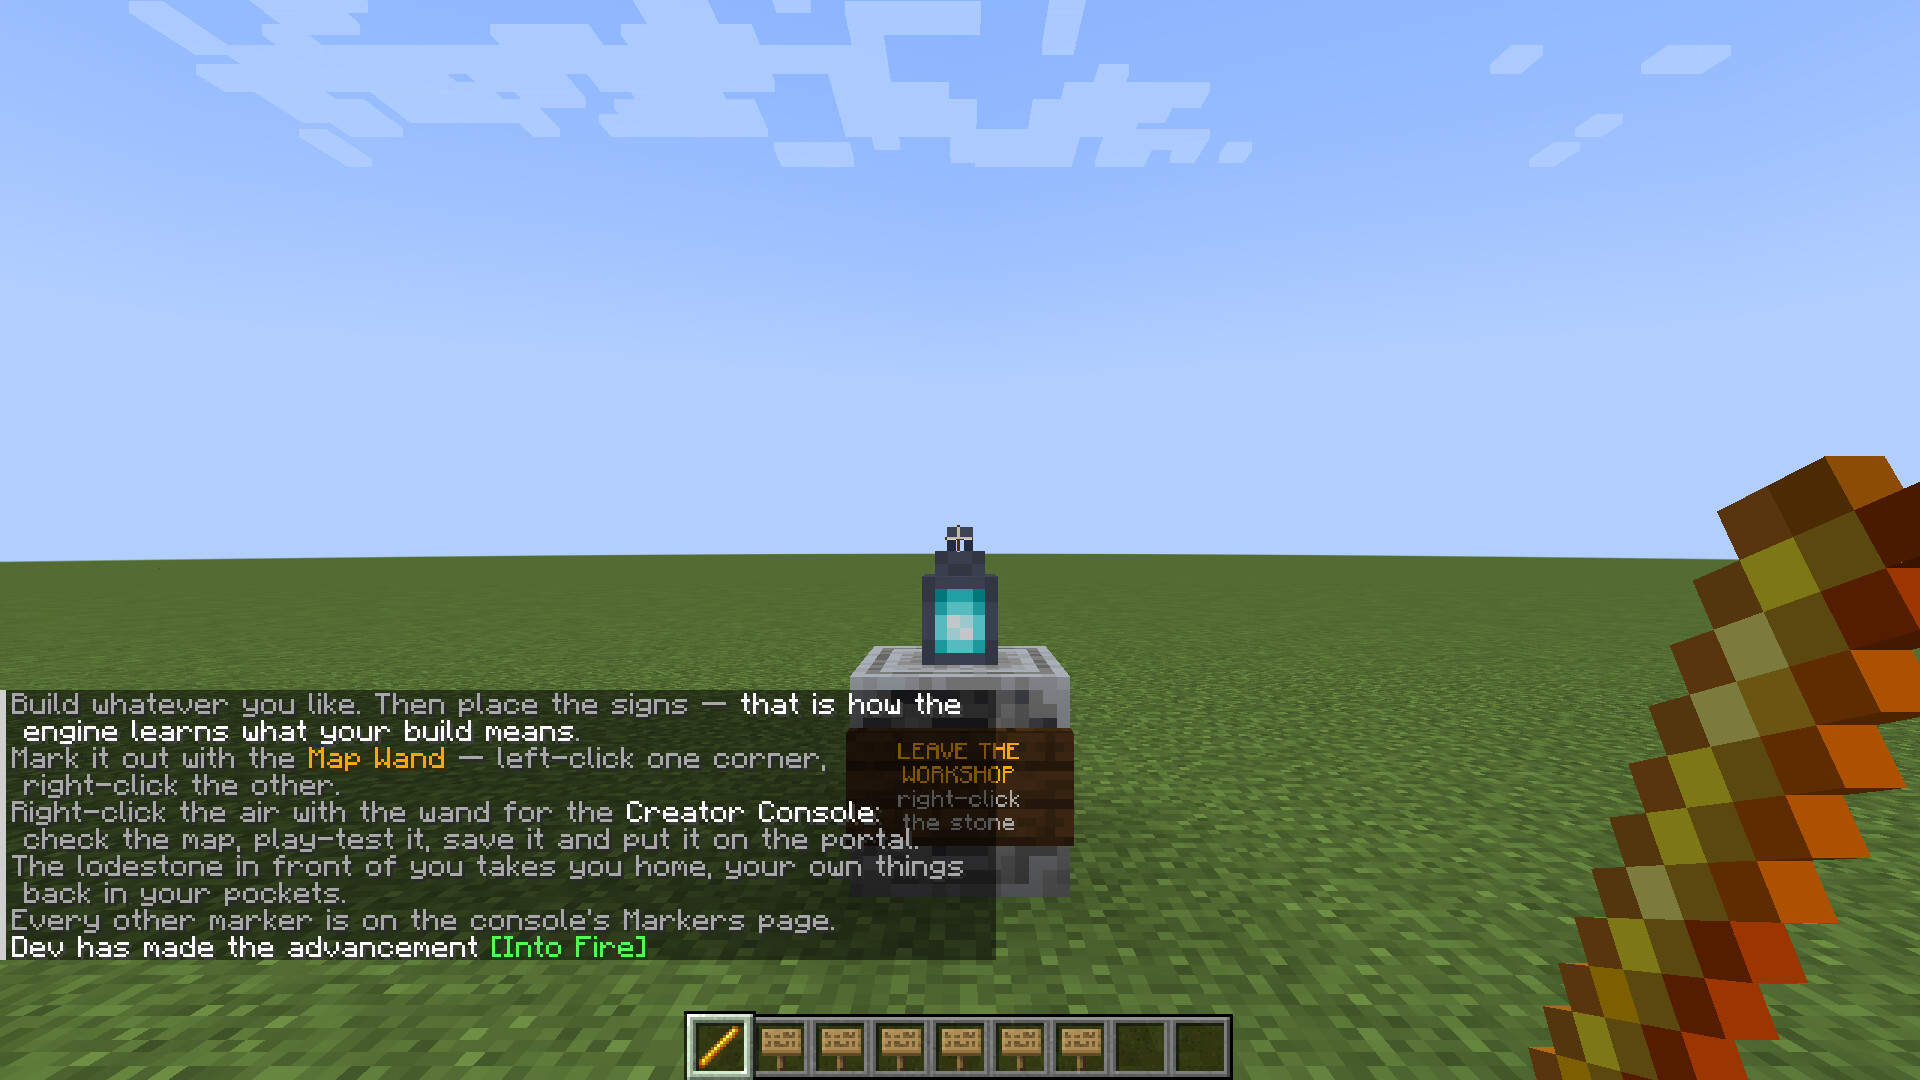 Build whatever you like. Then place the signs — that is how the
engine learns what your build means.
Mark it out with the Map Wand — left-click one corner,
right-click the other.
Right-click the air with the wand for the Creator Console:
check the map, play-test it, save it and put it on the portal.
The lodestone in front of you takes you home, your own things
back in your pockets.
Every other marker is on the console's Markers page.
Dev has made the advancement [Into Fire]
LEAVE THE
WORKSHOP
right-click
the stone